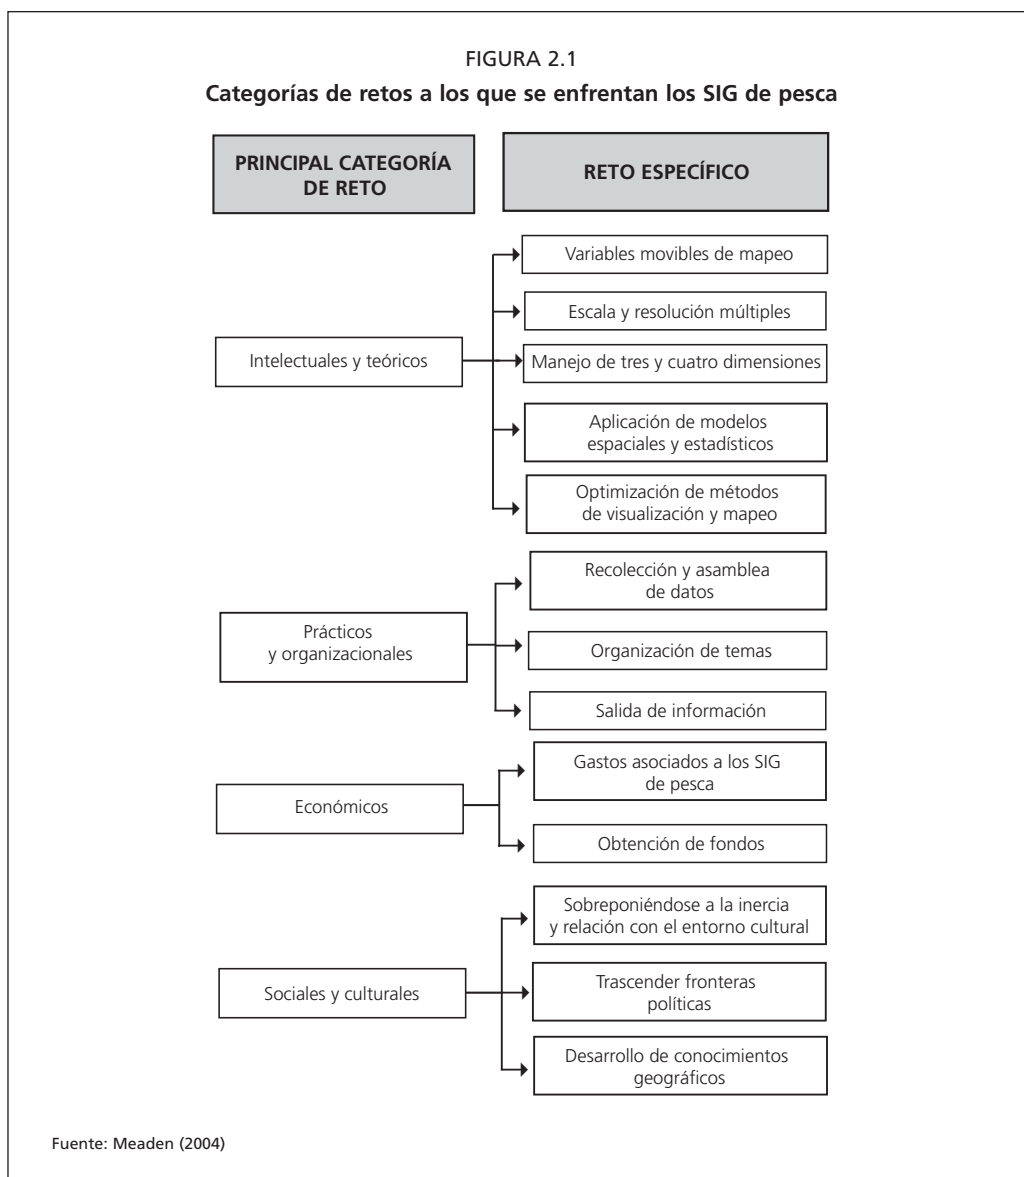 FIGURA 2.1
Categorías de retos a los que se enfrentan los SIG de pesca
PRINCIPAL CATEGORÍA
DE RETO
RETO ESPECÍFICO
Intelectuales y teóricos
Variables movibles de mapeo
Escala y resolución múltiples
Manejo de tres y cuatro dimensiones
Aplicación de modelos
espaciales y estadísticos
Optimización de métodos
de visualización y mapeo
Prácticos
y organizacionales
Recolección y asamblea
de datos
Organización de temas
Salida de información
Económicos
Gastos asociados a los SIG
de pesca
Obtención de fondos
Sociales y culturales
Sobreponiéndose a la inercia
y relación con el entorno cultural
Trascender fronteras
políticas
Desarrollo de conocimientos
geográficos
Fuente: Meaden (2004)